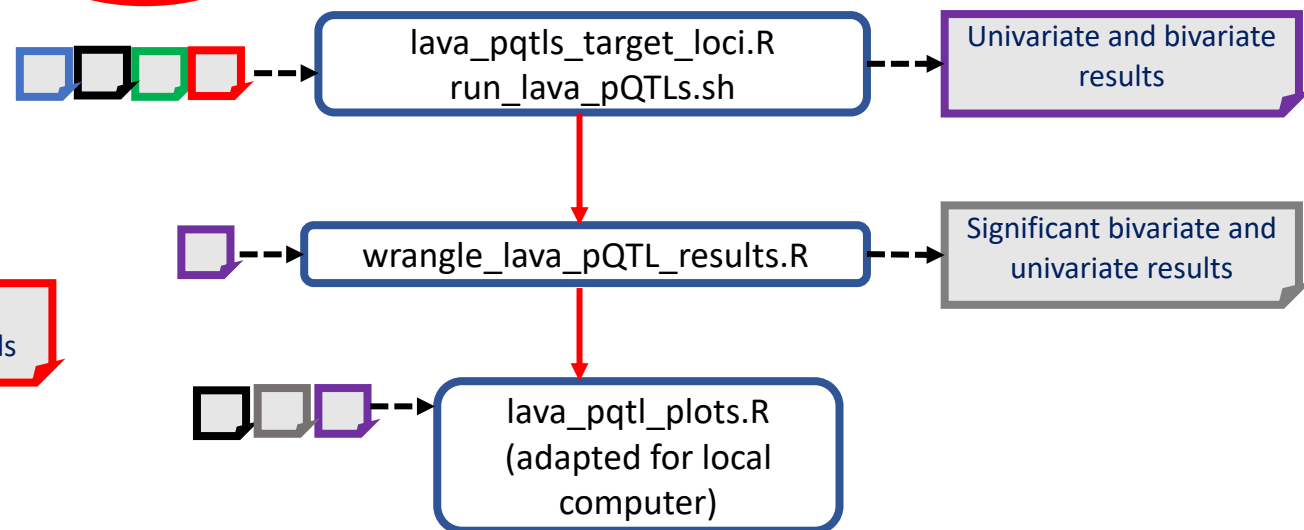 lava_pqtls_target_loci.R
run_lava_pQTLs.sh
Univariate and bivariate
results
wrangle_lava_pQTL_results.R
Significant bivariate and
univariate results
lava_pqtl_plots.R
(adapted for local
computer)